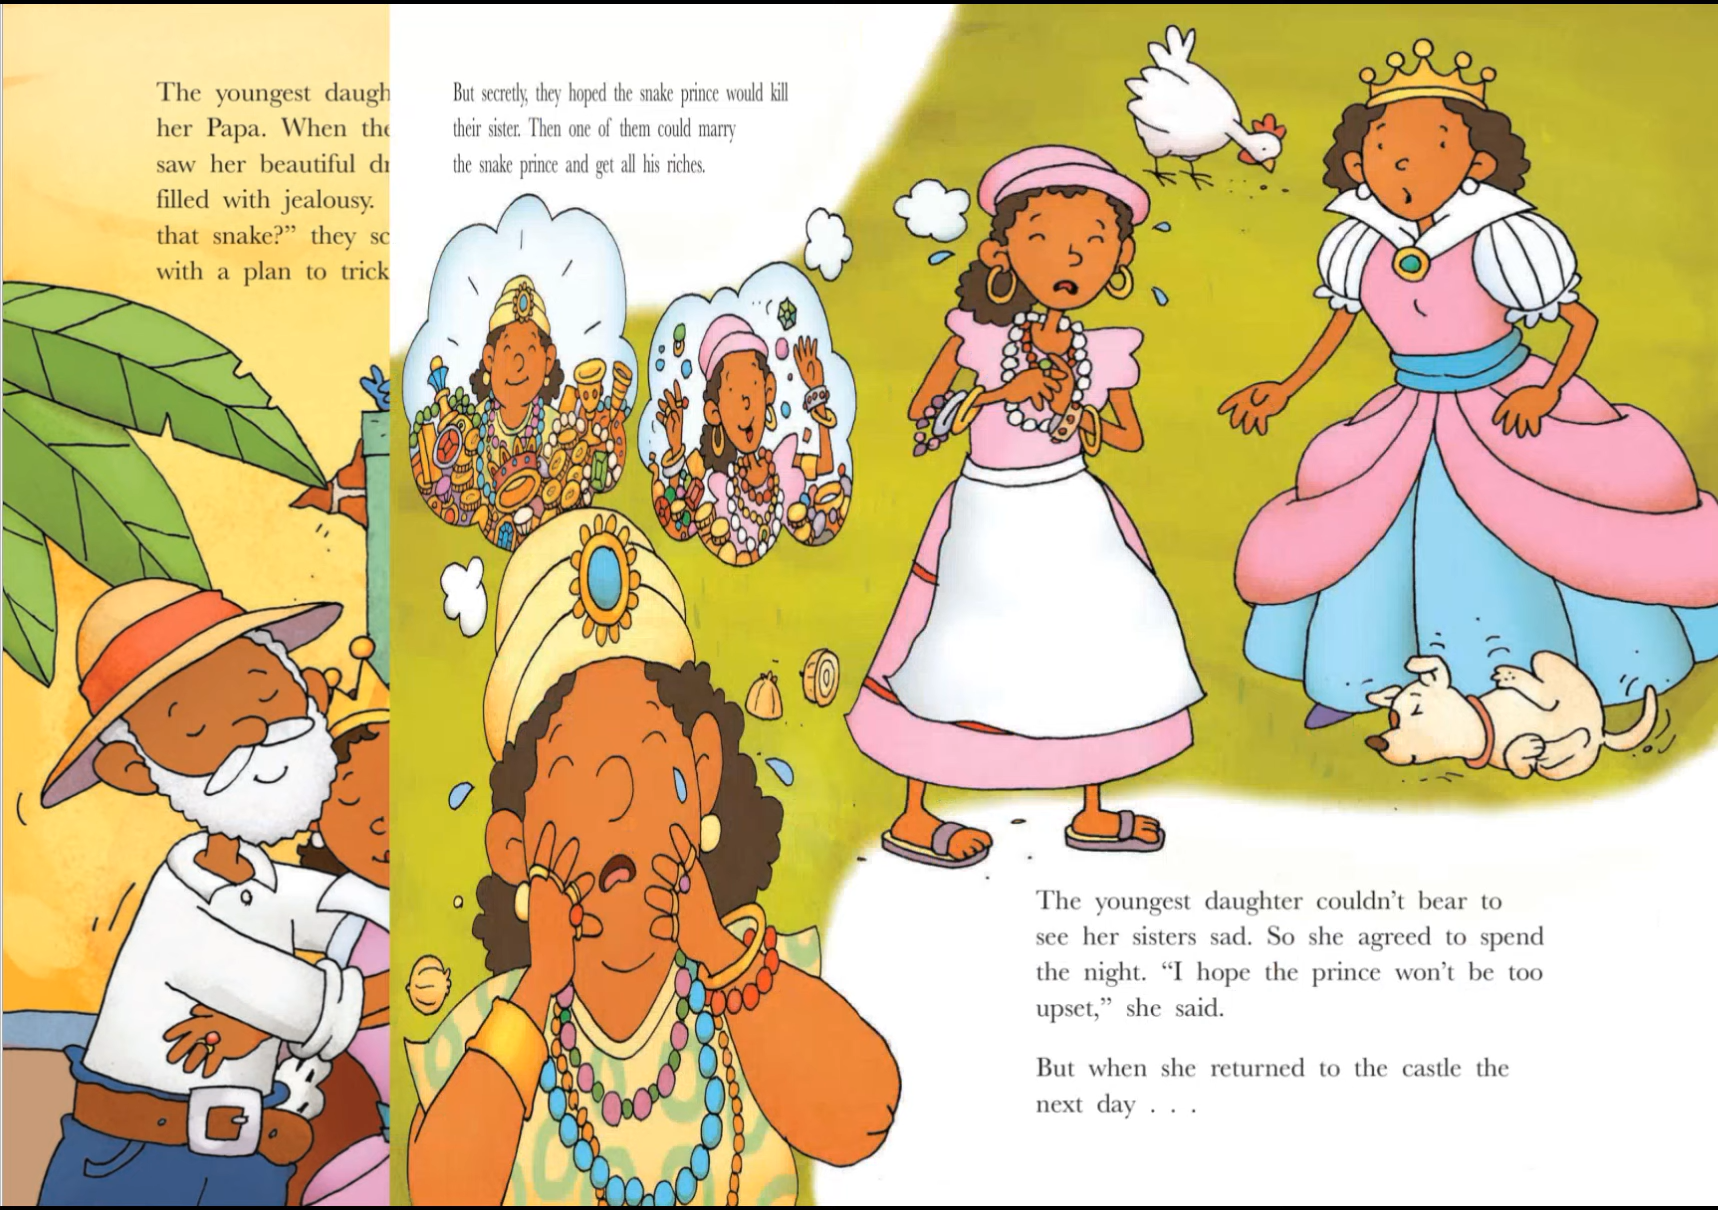 The youngest daugh
her Papa. When the
saw her beautiful dr
filled with jealousy.
that snake?” they sc
with a plan to trick
But secretly, they hoped the snake prince would kill
their sister. Then one of them could marry
the snake prince and get all his riches.
The youngest daughter couldn’t bear to
see her sisters sad. So she agreed to spend
the night. “I hope the prince won’t be too
upset,” she said.
But when she returned to the castle the
next day . . .